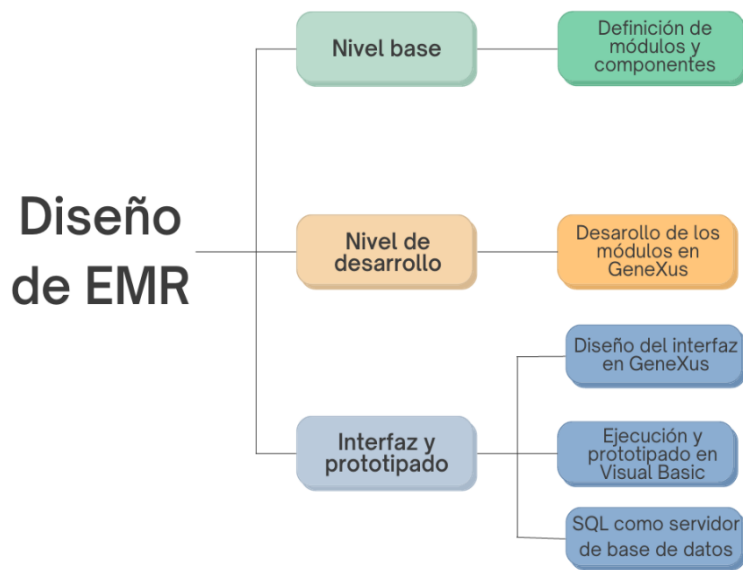 Diseño
de EMR
Nivel base
Definición de
módulos y
componentes
Nivel de
desarrollo
Desarollo de los
módulos en
GeneXus
Interfaz y
prototipado
Diseño del interfaz
en GeneXus
Ejecución y
prototipado en
Visual Basic
SQL como servidor
de base de datos